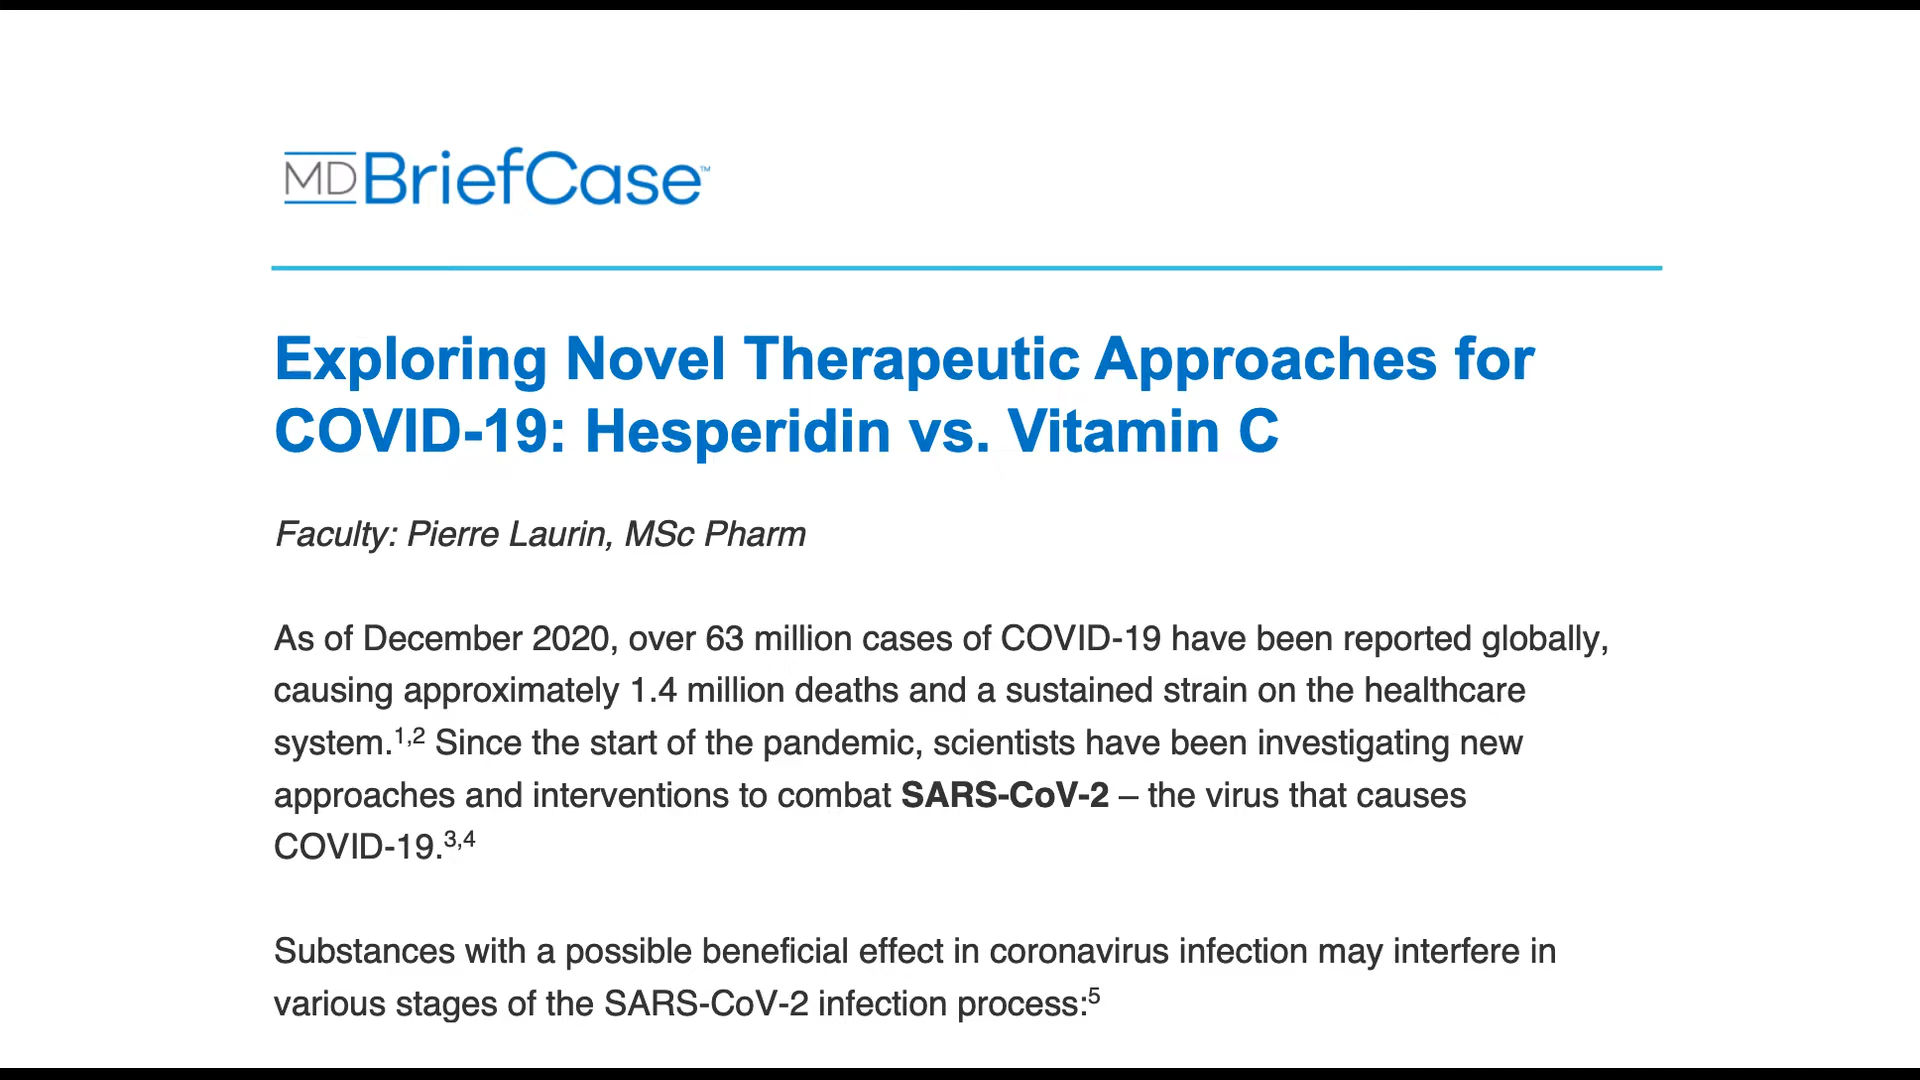 MDBriefCase™
Exploring Novel Therapeutic Approaches for
COVID-19: Hesperidin vs. Vitamin C
Faculty: Pierre Laurin, MSc Pharm
As of December 2020, over 63 million cases of COVID-19 have been reported globally,
causing approximately 1.4 million deaths and a sustained strain on the healthcare
system.1,2 Since the start of the pandemic, scientists have been investigating new
approaches and interventions to combat SARS-CoV-2 – the virus that causes
COVID-19.3,4
Substances with a possible beneficial effect in coronavirus infection may interfere in
various stages of the SARS-CoV-2 infection process:5